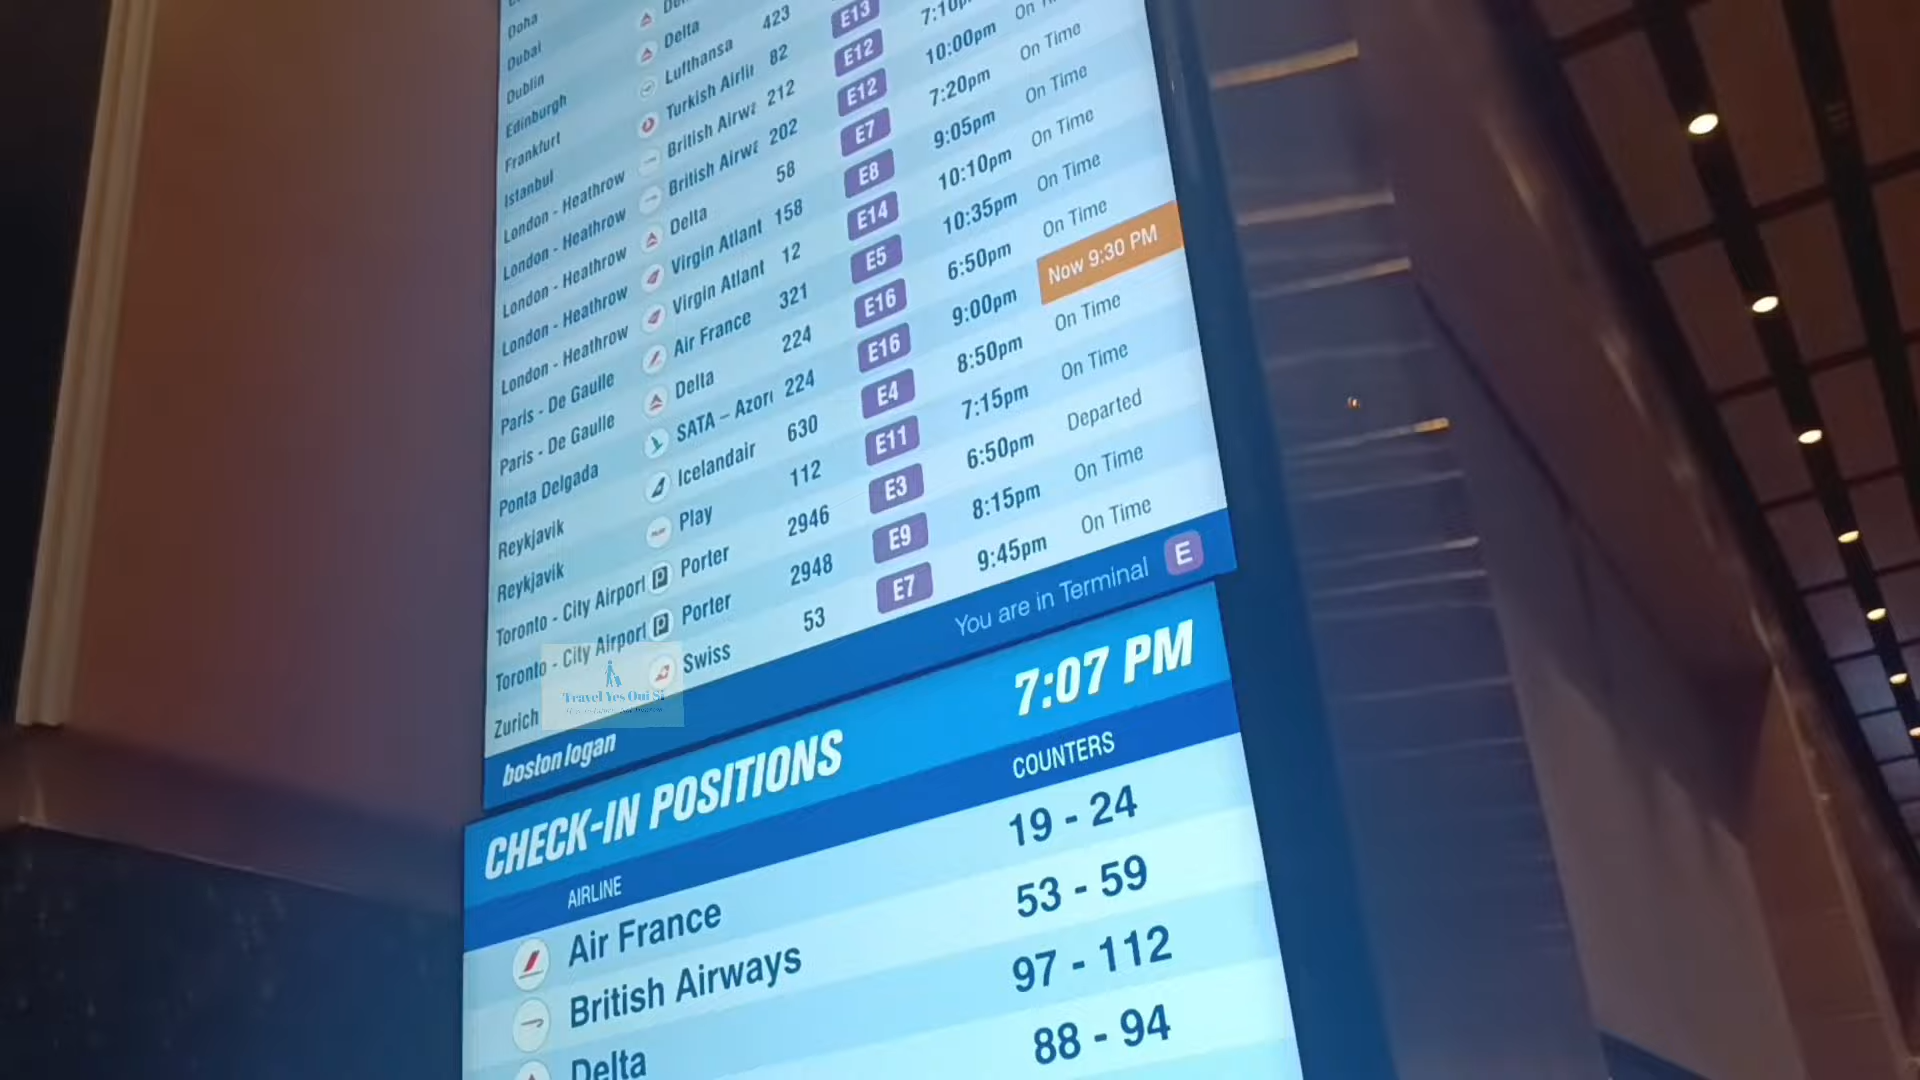 Doha
Dubai
Dublin
Edinburgh Delta
Frankfurt Lufthansa 423
Istanbul Turkish Airli 82 E13
London - Heathrow British Airwa 212 E12 7:10pm
London - Heathrow British Airwa 202 E12 10:00pm On
London - Heathrow Delta 58 E7 7:20pm On Time
London - Heathrow Virgin Atlant 158 E8 9:05pm On Time
London - Heathrow Virgin Atlant 12 E14 10:10pm On Time
Paris - De Gaulle Air France 321 E5 10:35pm On Time
Paris - De Gaulle Delta 224 E16 6:50pm On Time
Ponta Delgada SATA – Azor 224 E16 9:00pm Now 9:30 PM
Reykjavik Icelandair 630 E4 8:50pm On Time
Reykjavik Play 112 E11 7:15pm On Time
Toronto - City Airport Porter 2946 E3 6:50pm Departed
Toronto - City Airport Porter 2948 E9 8:15pm On Time
Zurich Swiss 53 E7 9:45pm On Time
Travel Yes Oui Si
boston logan You are in Terminal E
CHECK-IN POSITIONS 7:07 PM
AIRLINE COUNTERS
Air France 19 - 24
British Airways 53 - 59
Delta 97 - 112
88 - 94